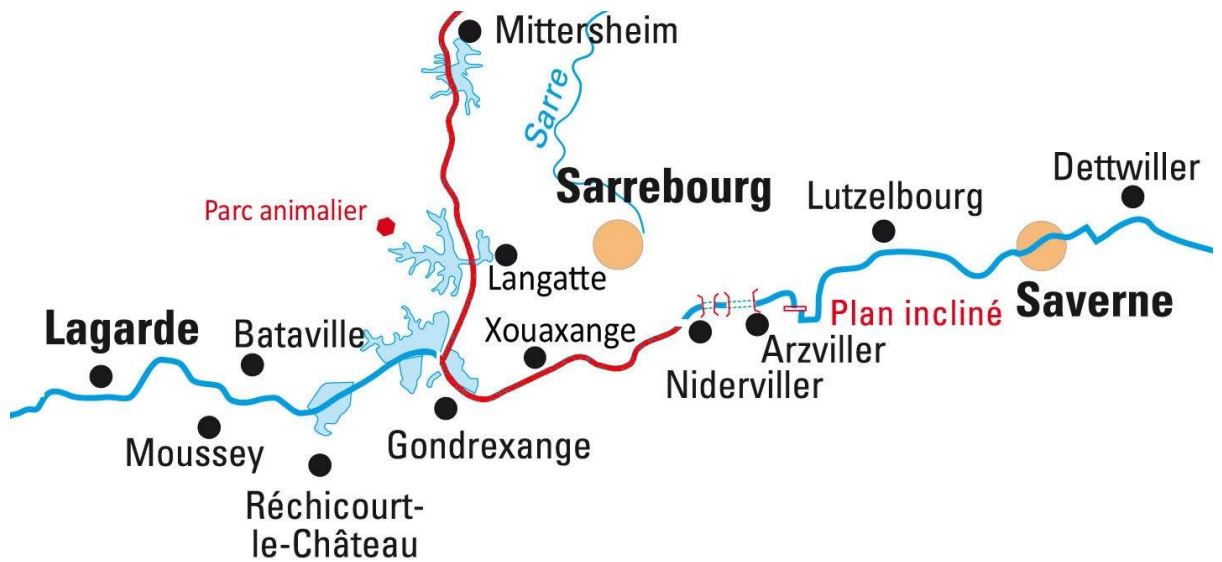 Mittersheim
Sarre
Sarrebourg
Dettwiller
Lutzelbourg
Parc animalier
Langatte
Saverne
Plan incliné
Lagarde
Bataville
Xouaxange
Arzviller
Niderviller
Gondrexange
Moussey
Réchicourt-
le-Château